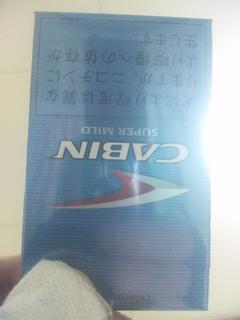 CABIN
SUPER MILD
人により程度は異な
りますが、ニコチンに
より喫煙への依存が
生じます。